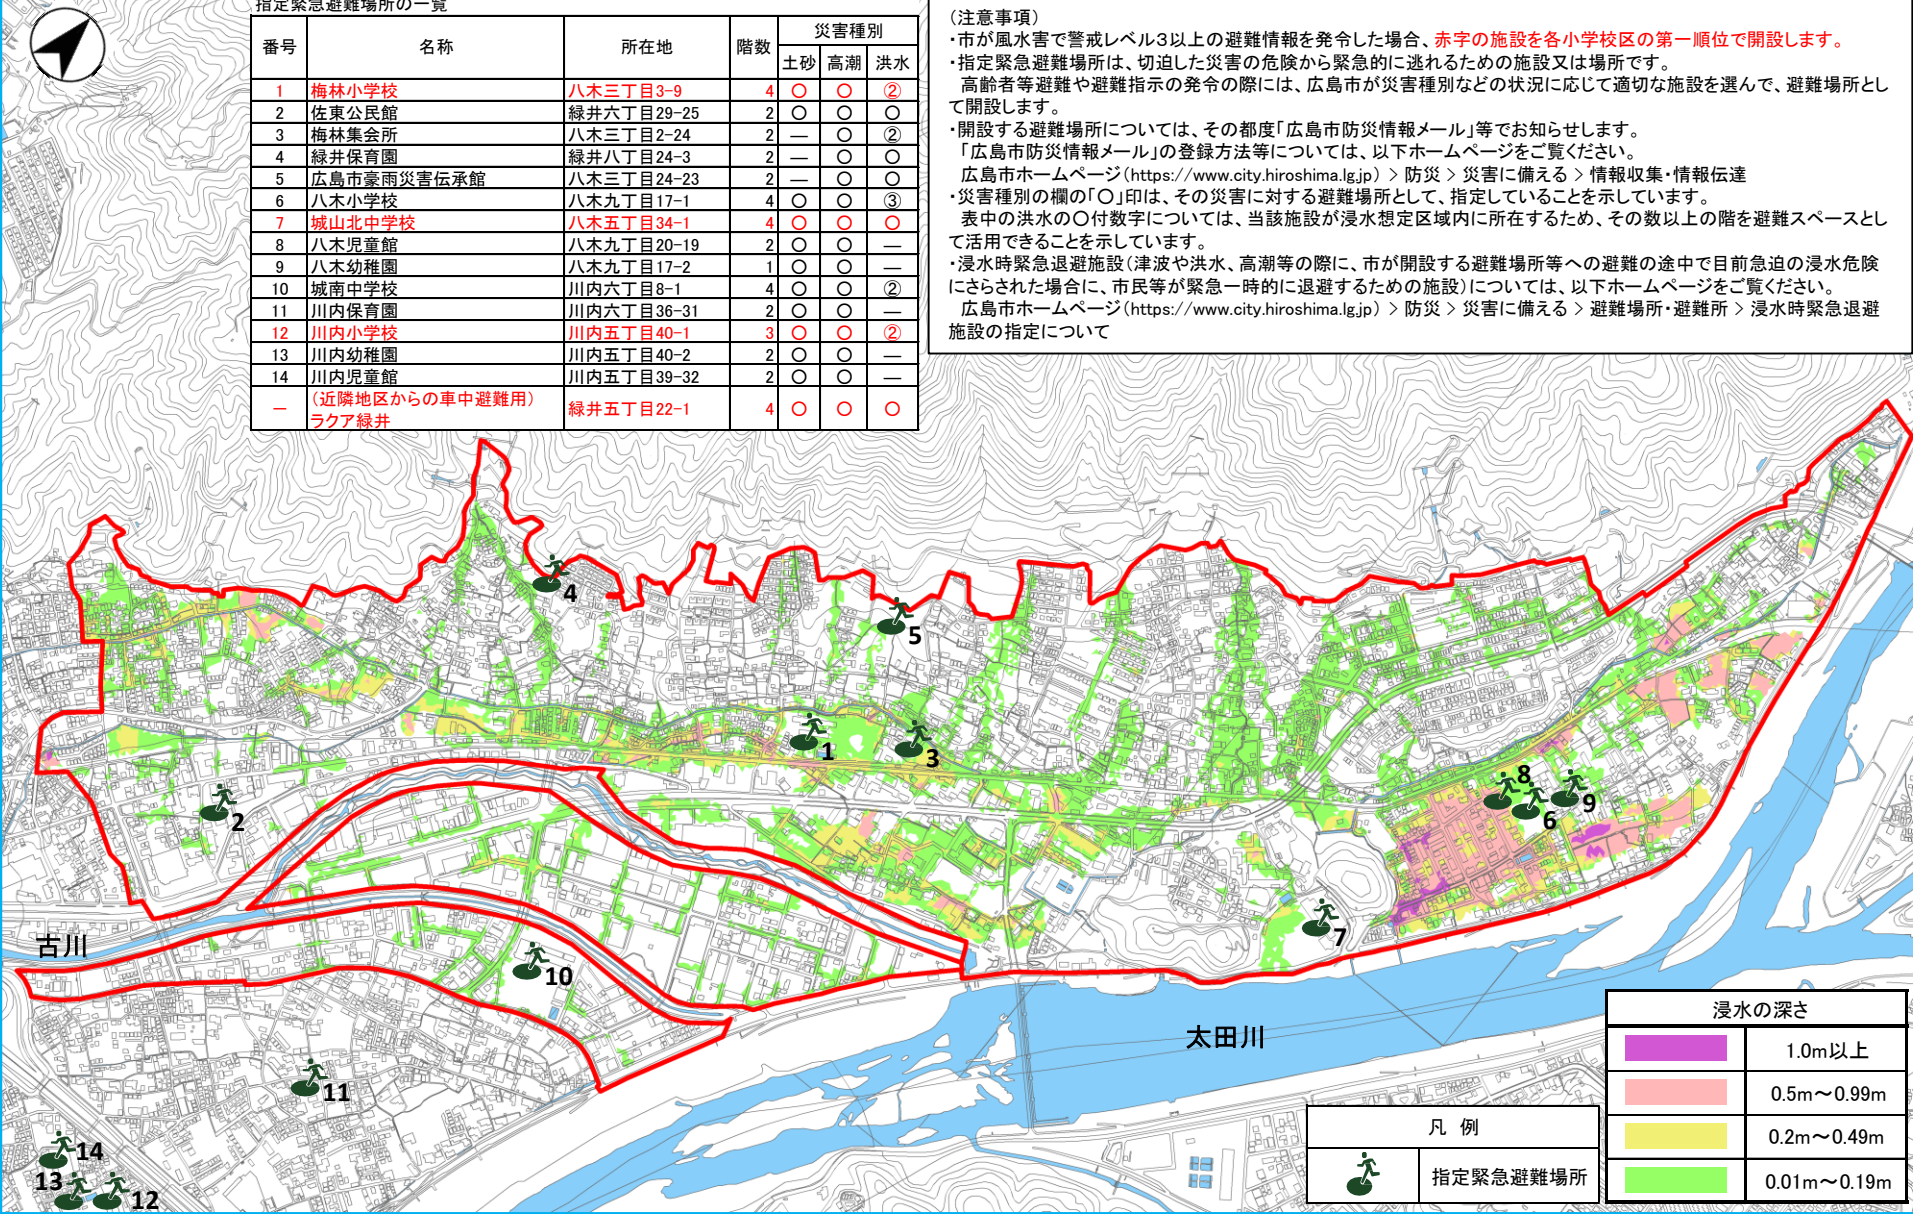 指定緊急避難場所の一覧
番号 名称 所在地 階数 災害種別
土砂 高潮 洪水
1 梅林小学校 八木三丁目3-9 4 ○ ○ ②
2 佐東公民館 緑井六丁目29-25 2 ○ ○ ○
3 梅林集会所 八木三丁目2-24 2 ― ○ ②
4 緑井保育園 緑井八丁目24-3 2 ― ○ ○
5 広島市豪雨災害伝承館 八木三丁目24-23 2 ― ○ ○
6 八木小学校 八木九丁目17-1 4 ○ ○ ③
7 城山北中学校 八木五丁目34-1 4 ○ ○ ○
8 八木児童館 八木九丁目20-19 2 ○ ○ ―
9 八木幼稚園 八木九丁目17-2 1 ○ ○ ―
10 城南中学校 川内六丁目8-1 4 ○ ○ ②
11 川内保育園 川内六丁目36-31 2 ○ ○ ―
12 川内小学校 川内五丁目40-1 3 ○ ○ ②
13 川内幼稚園 川内五丁目40-2 2 ○ ○ ―
14 川内児童館 川内五丁目39-32 2 ○ ○ ―
― (近隣地区からの車中避難用) 緑井五丁目22-1 4 ○ ○ ○
ラクア緑井
(注意事項)
・市が風水害で警戒レベル3以上の避難情報を発令した場合、赤字の施設を各小学校区の第一順位で開設します。
・指定緊急避難場所は、切迫した災害の危険から緊急的に逃れるための施設又は場所です。
高齢者等避難や避難指示の発令の際には、広島市が災害種別などの状況に応じて適切な施設を選んで、避難場所とし
て開設します。
・開設する避難場所については、その都度「広島市防災情報メール」等でお知らせします。
「広島市防災情報メール」の登録方法等については、以下ホームページをご覧ください。
広島市ホームページ(https://www.city.hiroshima.lg.jp) > 防災 > 災害に備える > 情報収集・情報伝達
・災害種別の欄の「○」印は、その災害に対する避難場所として、指定していることを示しています。
表中の洪水の○付数字については、当該施設が浸水想定区域内に所在するため、その数以上の階を避難スペースとし
て活用できることを示しています。
・浸水時緊急退避施設(津波や洪水、高潮等の際に、市が開設する避難場所等への避難の途中で目前急迫の浸水危険
にさらされた場合に、市民等が緊急一時的に退避するための施設)については、以下ホームページをご覧ください。
広島市ホームページ(https://www.city.hiroshima.lg.jp) > 防災 > 災害に備える > 避難場所・避難所 > 浸水時緊急退避
施設の指定について
4
5
1
3
2
8
9
6
7
古川
10
太田川
11
14
13
12
凡 例
指定緊急避難場所
浸水の深さ
1.0m以上
0.5m～0.99m
0.2m～0.49m
0.01m～0.19m